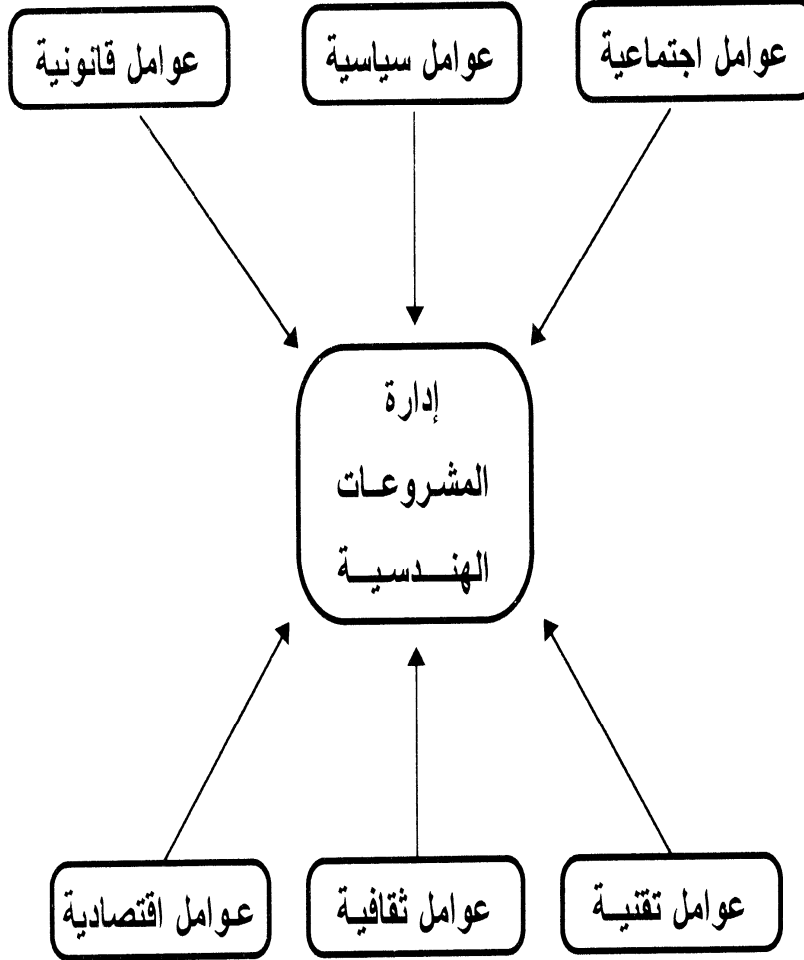 عوامل اجتماعية
عوامل سياسية
عوامل قانونية
إدارة
المشروعات
الهندسية
عوامل تقنية
عوامل ثقافية
عوامل اقتصادية